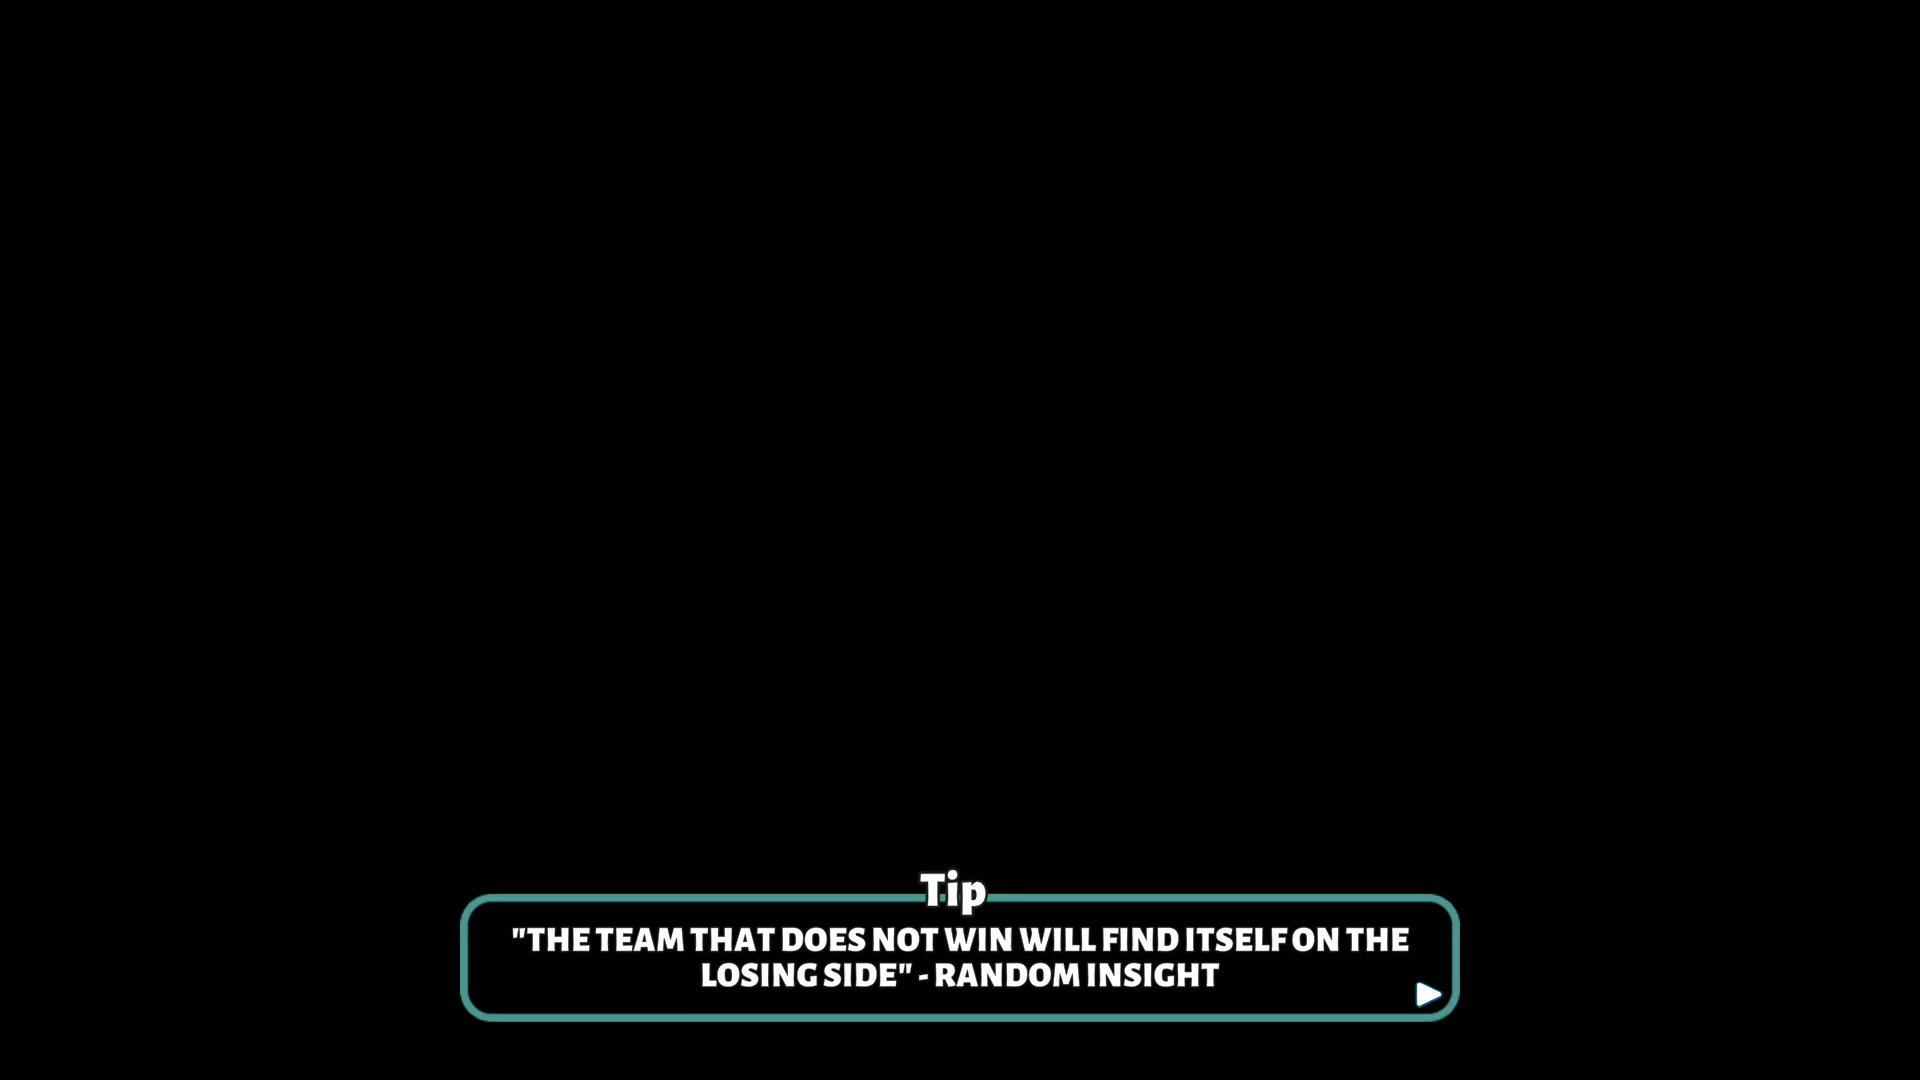 Tip
"THE TEAM THAT DOES NOT WIN WILL FIND ITSELF ON THE
LOSING SIDE" - RANDOM INSIGHT